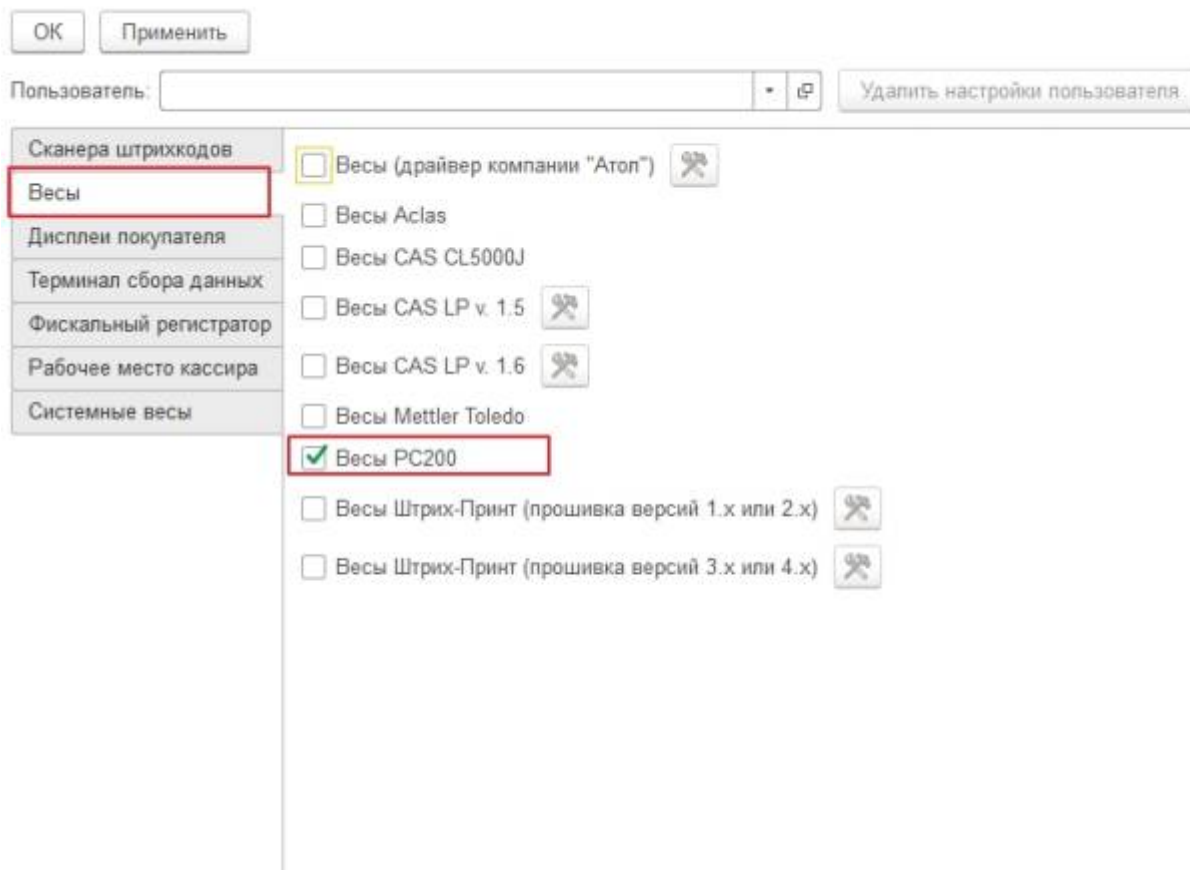 ОК Применить
Пользователь: Удалить настройки пользователя
Сканера штрихкодов
Весы
Дисплеи покупателя
Терминал сбора данных
Фискальный регистратор
Рабочее место кассира
Системные весы
Весы (драйвер компании "Атол")
Весы Aclas
Весы CAS CL5000J
Весы CAS LP v. 1.5
Весы CAS LP v. 1.6
Весы Mettler Toledo
Весы PC200
Весы Штрих-Принт (прошивка версий 1.x или 2.x)
Весы Штрих-Принт (прошивка версий 3.x или 4.x)